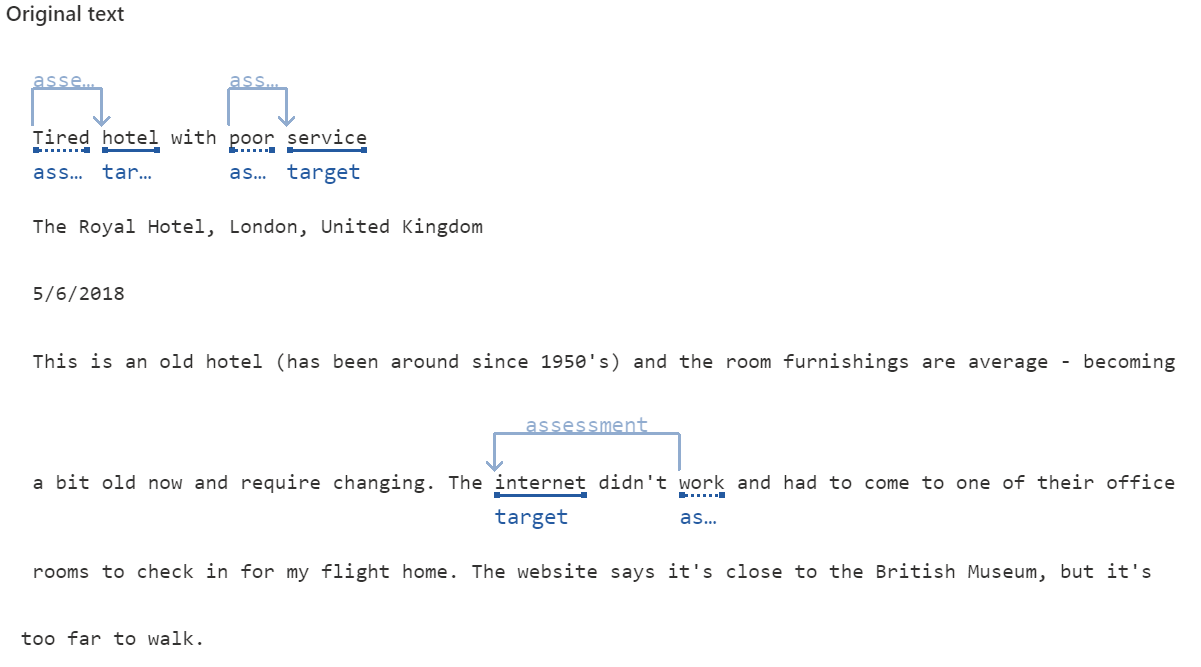 Original text
asse… ass…
Tired hotel with poor service
ass… tar… as… target
The Royal Hotel, London, United Kingdom
5/6/2018
This is an old hotel (has been around since 1950's) and the room furnishings are average - becoming
assessment
a bit old now and require changing. The internet didn't work and had to come to one of their office
target as…
rooms to check in for my flight home. The website says it's close to the British Museum, but it's
too far to walk.